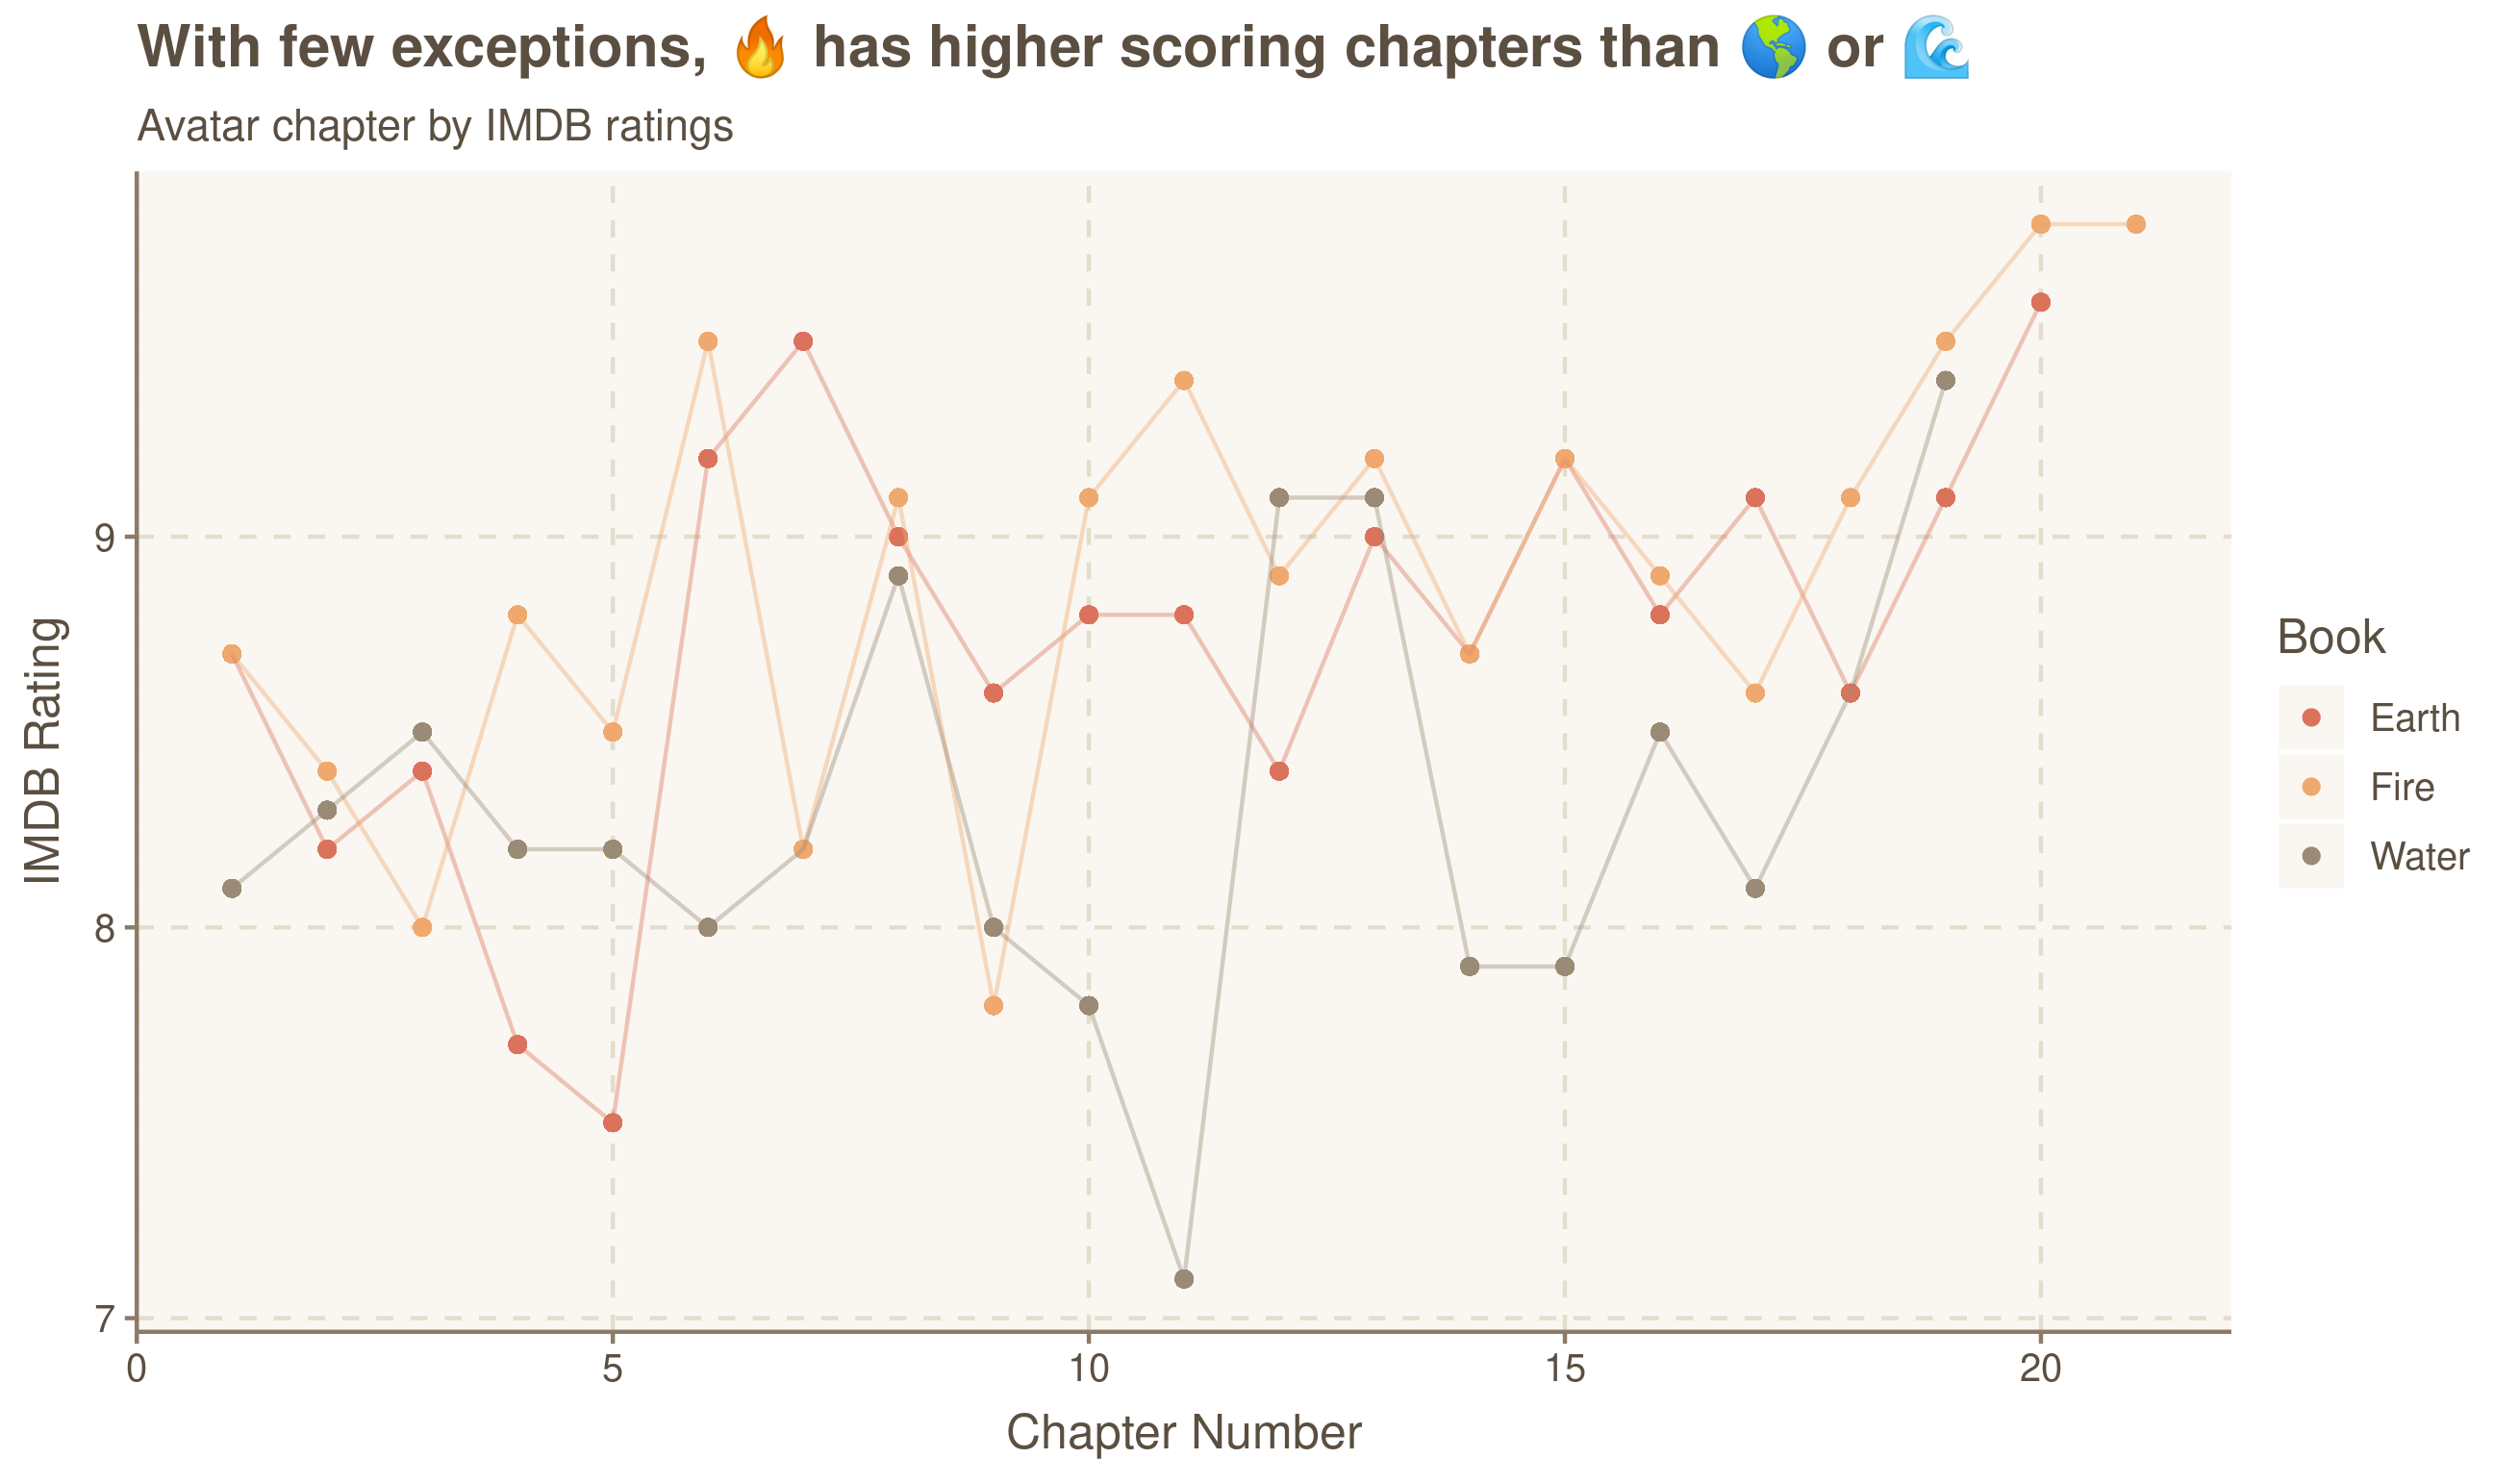 With few exceptions, 🔥 has higher scoring chapters than 🌎 or 🌊
Avatar chapter by IMDB ratings
IMDB Rating
9
8
7
0 5 10 15 20
Chapter Number
Book
Earth
Fire
Water